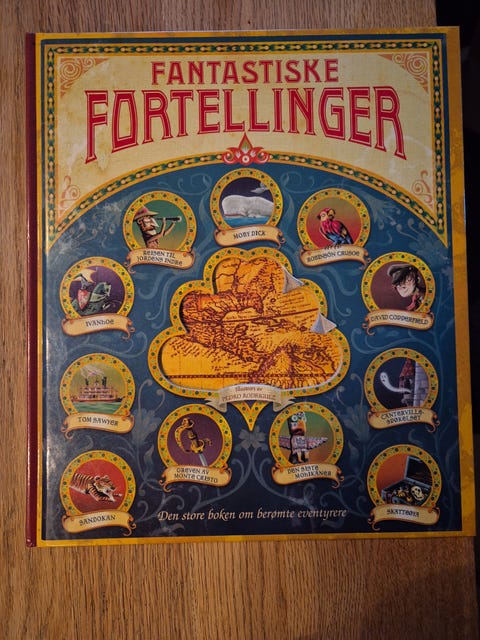 FANTASTISKE
FORTELLINGER
MOBY DICK
REISEN TIL
JORDENS INDRE
ROBINSON CRUSOE
IVANHOE
DAVID COPPERFIELD
TOM SAWYER
CANTERVILLE-
SPØKELSET
Illustrert av
PEDRO RODRÍGUEZ
GREVEN AV
MONTE CRISTO
DEN SISTE
MOHIKANER
SANDOKAN
SKATTØYA
Den store boken om berømte eventyrere